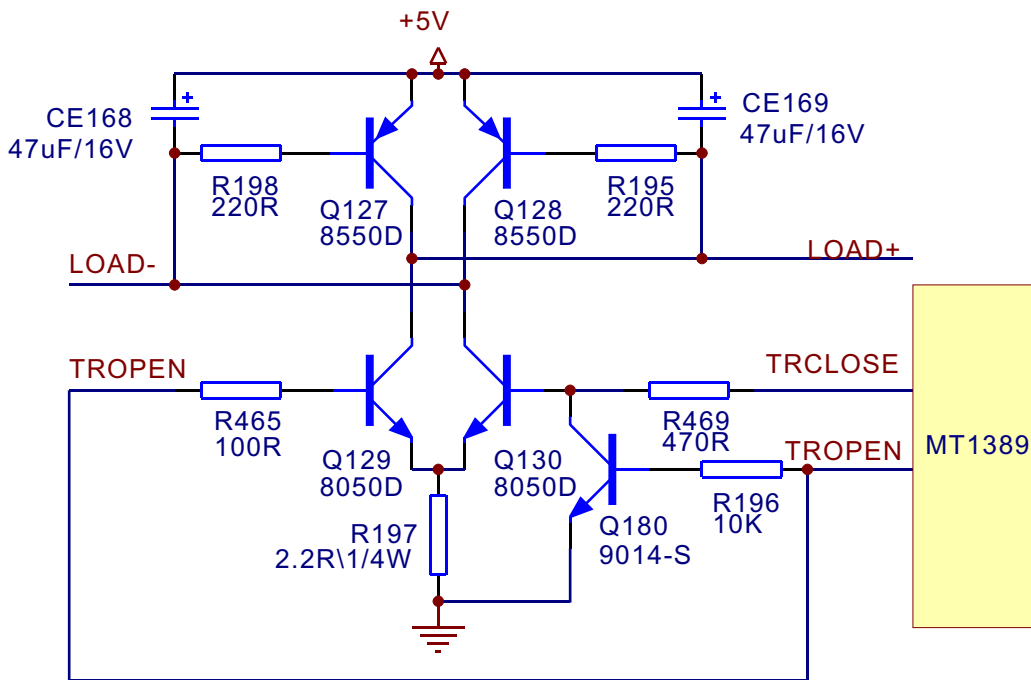 +5V
CE168
47uF/16V
CE169
47uF/16V
R198
220R
R195
220R
Q127
8550D
Q128
8550D
LOAD-
LOAD+
TROPEN
TRCLOSE
R465
100R
R469
470R
TROPEN
MT1389
Q129
8050D
Q130
8050D
R196
10K
R197
2.2R\1/4W
Q180
9014-S